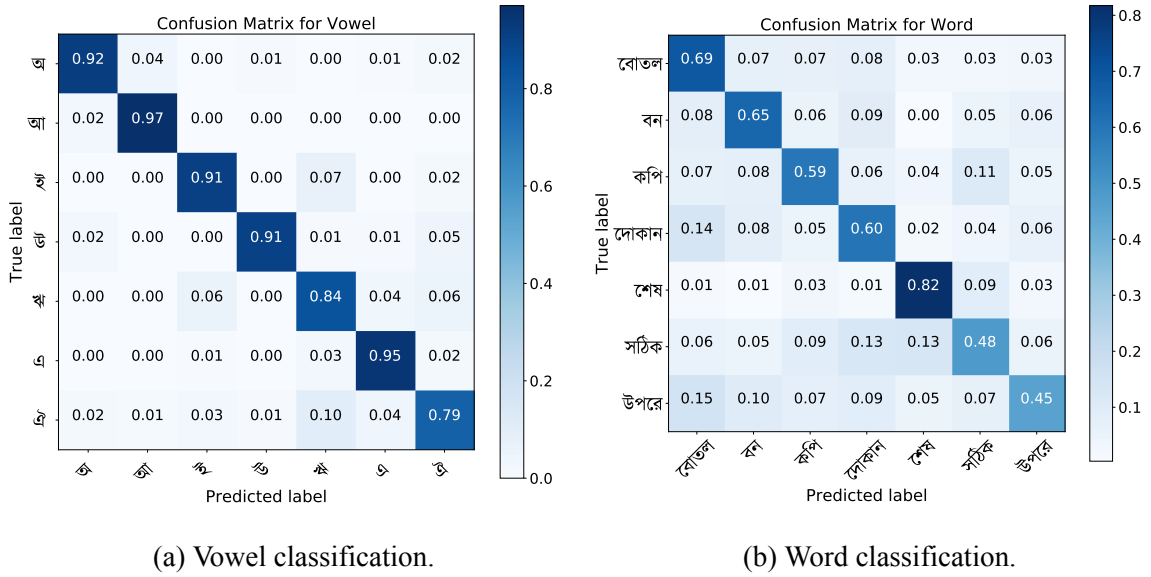 Confusion Matrix for Vowel
True label
অ 0.92 0.04 0.00 0.01 0.00 0.01 0.02
আ 0.02 0.97 0.00 0.00 0.00 0.00 0.00
ই 0.00 0.00 0.91 0.00 0.07 0.00 0.02
উ 0.02 0.00 0.00 0.91 0.01 0.01 0.05
ঋ 0.00 0.00 0.06 0.00 0.84 0.04 0.06
এ 0.00 0.00 0.01 0.00 0.03 0.95 0.02
ঐ 0.02 0.01 0.03 0.01 0.10 0.04 0.79
অ আ ই উ ঋ এ ঐ
Predicted label
0.8
0.6
0.4
0.2
0.0
(a) Vowel classification.
Confusion Matrix for Word
True label
বোতল 0.69 0.07 0.07 0.08 0.03 0.03 0.03
বন 0.08 0.65 0.06 0.09 0.00 0.05 0.06
কপি 0.07 0.08 0.59 0.06 0.04 0.11 0.05
দোকান 0.14 0.08 0.05 0.60 0.02 0.04 0.06
শেষ 0.01 0.01 0.03 0.01 0.82 0.09 0.03
সঠিক 0.06 0.05 0.09 0.13 0.13 0.48 0.06
উপরে 0.15 0.10 0.07 0.09 0.05 0.07 0.45
বোতল বন কপি দোকান শেষ সঠিক উপরে
Predicted label
0.8
0.7
0.6
0.5
0.4
0.3
0.2
0.1
(b) Word classification.